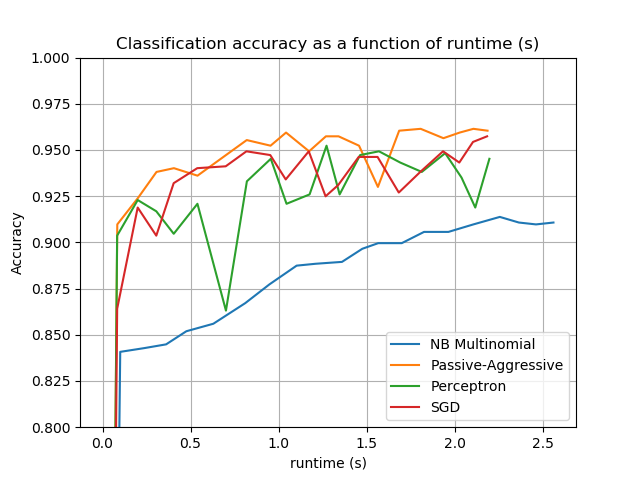 Classification accuracy as a function of runtime (s)
1.000
0.975
0.950
0.925
0.900
0.875
0.850
0.825
0.800
Accuracy
NB Multinomial
Passive-Aggressive
Perceptron
SGD
0.0 0.5 1.0 1.5 2.0 2.5
runtime (s)